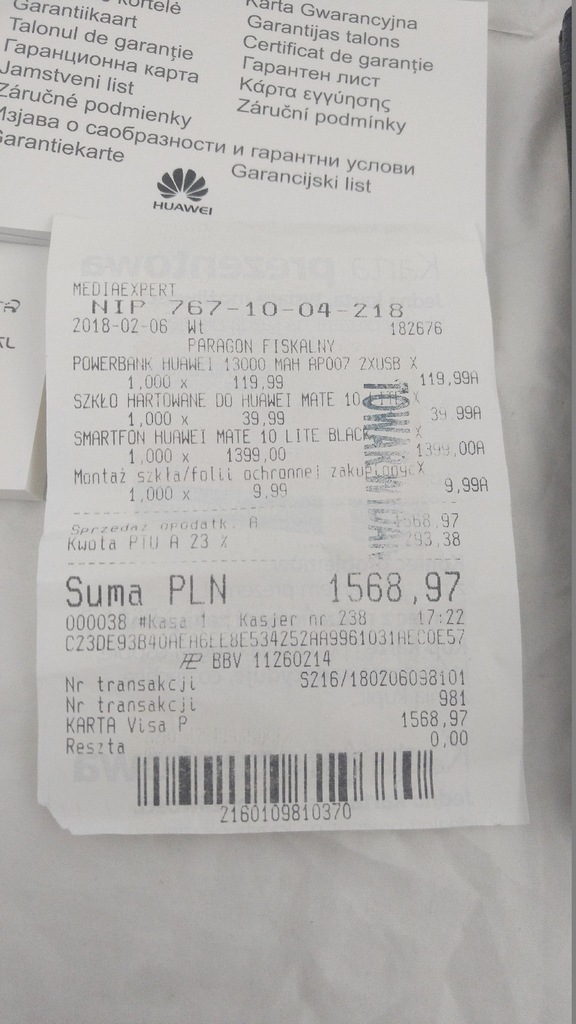 kortelė
Garantiikaart
Talonul de garanție
Гаранционна карта
Jamstveni list
Záručné podmienky
Изјава о саобразности и гарантни услови
Garantiekarte
Karta Gwarancyjna
Garantijas talons
Certificat de garanție
Гарантен лист
Κάρτα εγγύησης
Záruční podmínky
Garancijski list
HUAWEI
MEDIAEXPERT
NIP 767-10-04-218
2018-02-06 Wt 182676
PARAGON FISKALNY
POWERBANK HUAWEI 13000 MAH AP007 2XUSB X
1,000 x 119,99 119,99A
SZKŁO HARTOWANE DO HUAWEI MATE 10 X
1,000 x 39,99 39,99A
SMARTFON HUAWEI MATE 10 LITE BLACK X
1,000 x 1399,00 1399,00A
Montaż szkła/folii ochronnej X
1,000 x 9,99 9,99A
TOWAR WYDANY
Sprzedaż opodatk. A 1568,97
Kwota PTU A 23 % 293,38
Suma PLN 1568,97
000038 #Kasa 1 Kasjer nr 238 17:22
BBV 11260214
Nr transakcji S216/180206098101
Nr transakcji 981
KARTA Visa P 1568,97
Reszta 0,00
2160109810370